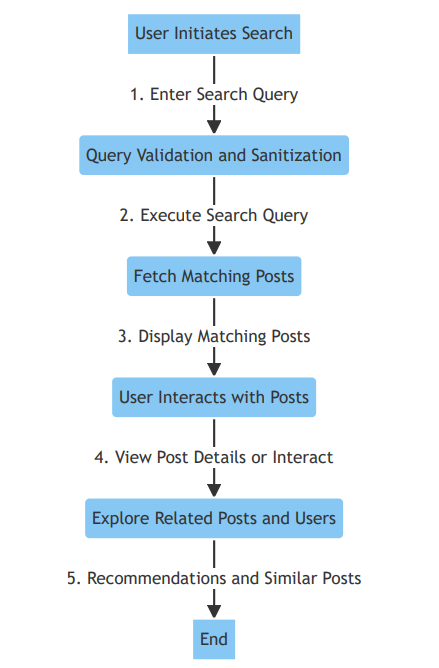 User Initiates Search
1. Enter Search Query
Query Validation and Sanitization
2. Execute Search Query
Fetch Matching Posts
3. Display Matching Posts
User Interacts with Posts
4. View Post Details or Interact
Explore Related Posts and Users
5. Recommendations and Similar Posts
End